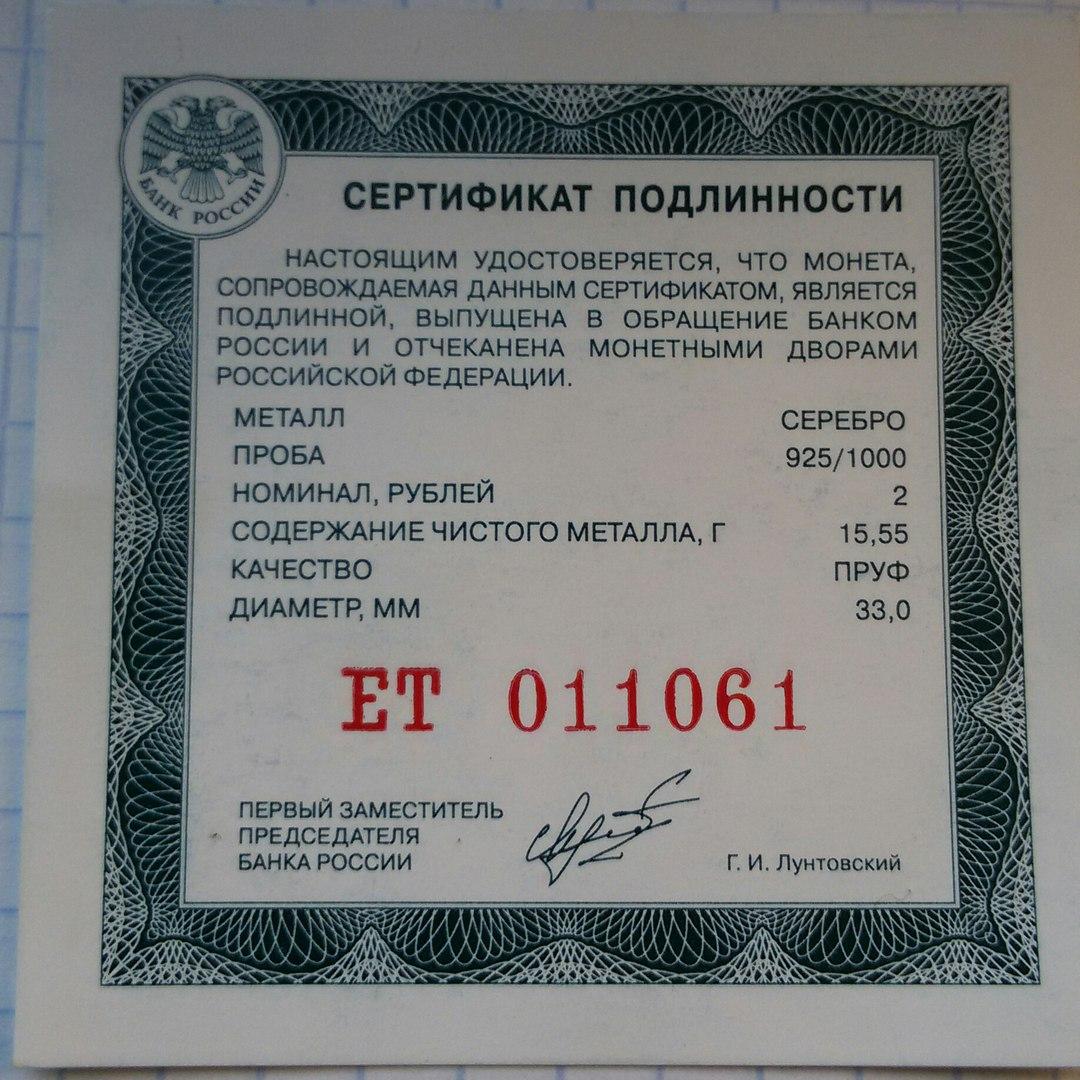 БАНК РОССИИ
СЕРТИФИКАТ ПОДЛИННОСТИ
НАСТОЯЩИМ УДОСТОВЕРЯЕТСЯ, ЧТО МОНЕТА,
СОПРОВОЖДАЕМАЯ ДАННЫМ СЕРТИФИКАТОМ, ЯВЛЯЕТСЯ
ПОДЛИННОЙ, ВЫПУЩЕНА В ОБРАЩЕНИЕ БАНКОМ
РОССИИ И ОТЧЕКАНЕНА МОНЕТНЫМИ ДВОРАМИ
РОССИЙСКОЙ ФЕДЕРАЦИИ.
МЕТАЛЛ СЕРЕБРО
ПРОБА 925/1000
НОМИНАЛ, РУБЛЕЙ 2
СОДЕРЖАНИЕ ЧИСТОГО МЕТАЛЛА, Г 15,55
КАЧЕСТВО ПРУФ
ДИАМЕТР, ММ 33,0
ЕТ 011061
ПЕРВЫЙ ЗАМЕСТИТЕЛЬ
ПРЕДСЕДАТЕЛЯ
БАНКА РОССИИ Г. И. Лунтовский